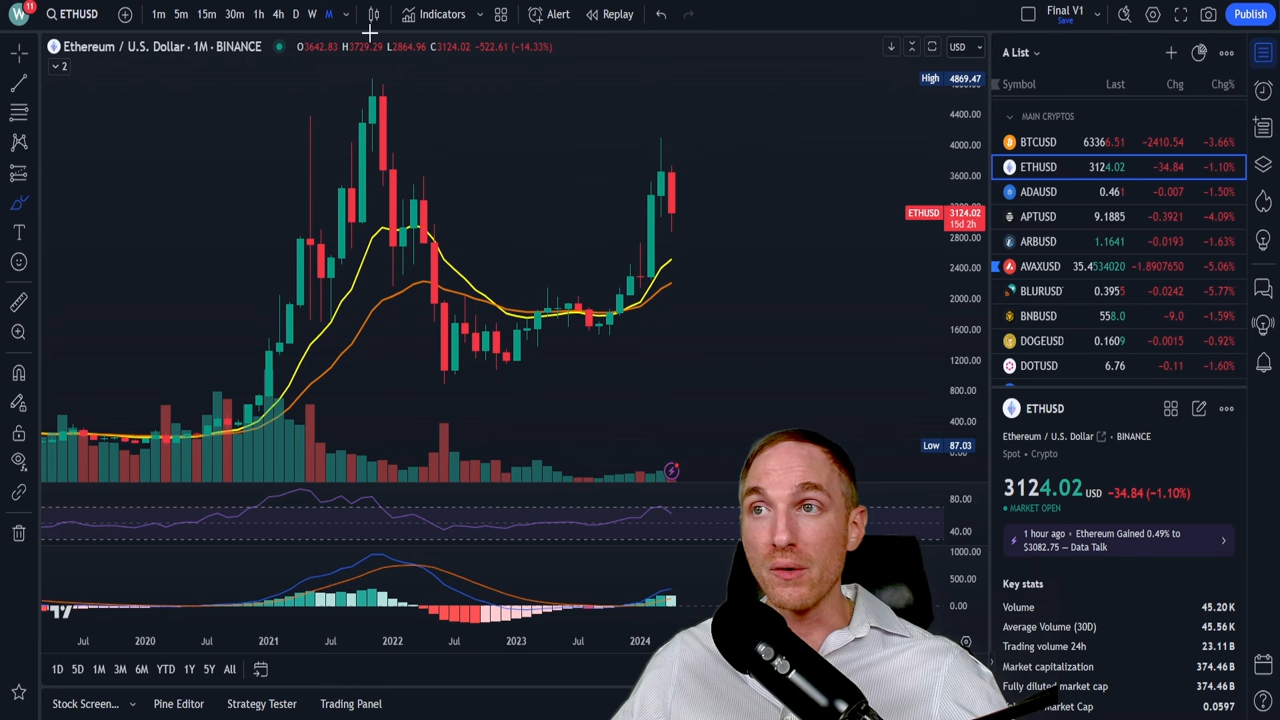 W 11 ETHUSD 1m 5m 15m 30m 1h 4h D W M Indicators Alert Replay Final V1 Save Publish
Ethereum / U.S. Dollar · 1M · BINANCE O3642.83 H3729.29 L2864.96 C3124.02 −522.61 (−14.33%) USD
2
High 4869.47
4400.00
4000.00
3600.00
ETHUSD 3124.02
15d 2h
2800.00
2400.00
2000.00
1600.00
1200.00
800.00
Low 87.03
400.00
80.00
40.00
1000.00
500.00
0.00
Jul 2020 Jul 2021 Jul 2022 Jul 2023 Jul 2024
1D 5D 1M 3M 6M YTD 1Y 5Y All
Stock Screen... Pine Editor Strategy Tester Trading Panel
A List
Symbol Last Chg Chg%
MAIN CRYPTOS
BTCUSD 6336 6.51 −2410.54 −3.66%
ETHUSD 3124.02 −34.84 −1.10%
ADAUSD 0.461 −0.007 −1.50%
APTUSD 9.1885 −0.3921 −4.09%
ARBUSD 1.1641 −0.0193 −1.63%
AVAXUSD 35.4534020 −1.8907650 −5.06%
BLURUSD 0.3955 −0.0242 −5.77%
BNBUSD 558.0 −9.0 −1.59%
DOGEUSD 0.1609 −0.0015 −0.92%
DOTUSD 6.76 −0.11 −1.60%
ETHUSD
Ethereum / U.S. Dollar · BINANCE
Spot · Crypto
3124.02 USD −34.84 (−1.10%)
MARKET OPEN
1 hour ago · Ethereum Gained 0.49% to
$3082.75 — Data Talk
Key stats
Volume 45.20K
Average Volume (30D) 45.56K
Trading volume 24h 23.11B
Market capitalization 374.46B
Fully diluted market cap 374.46B
Market Cap 0.0597